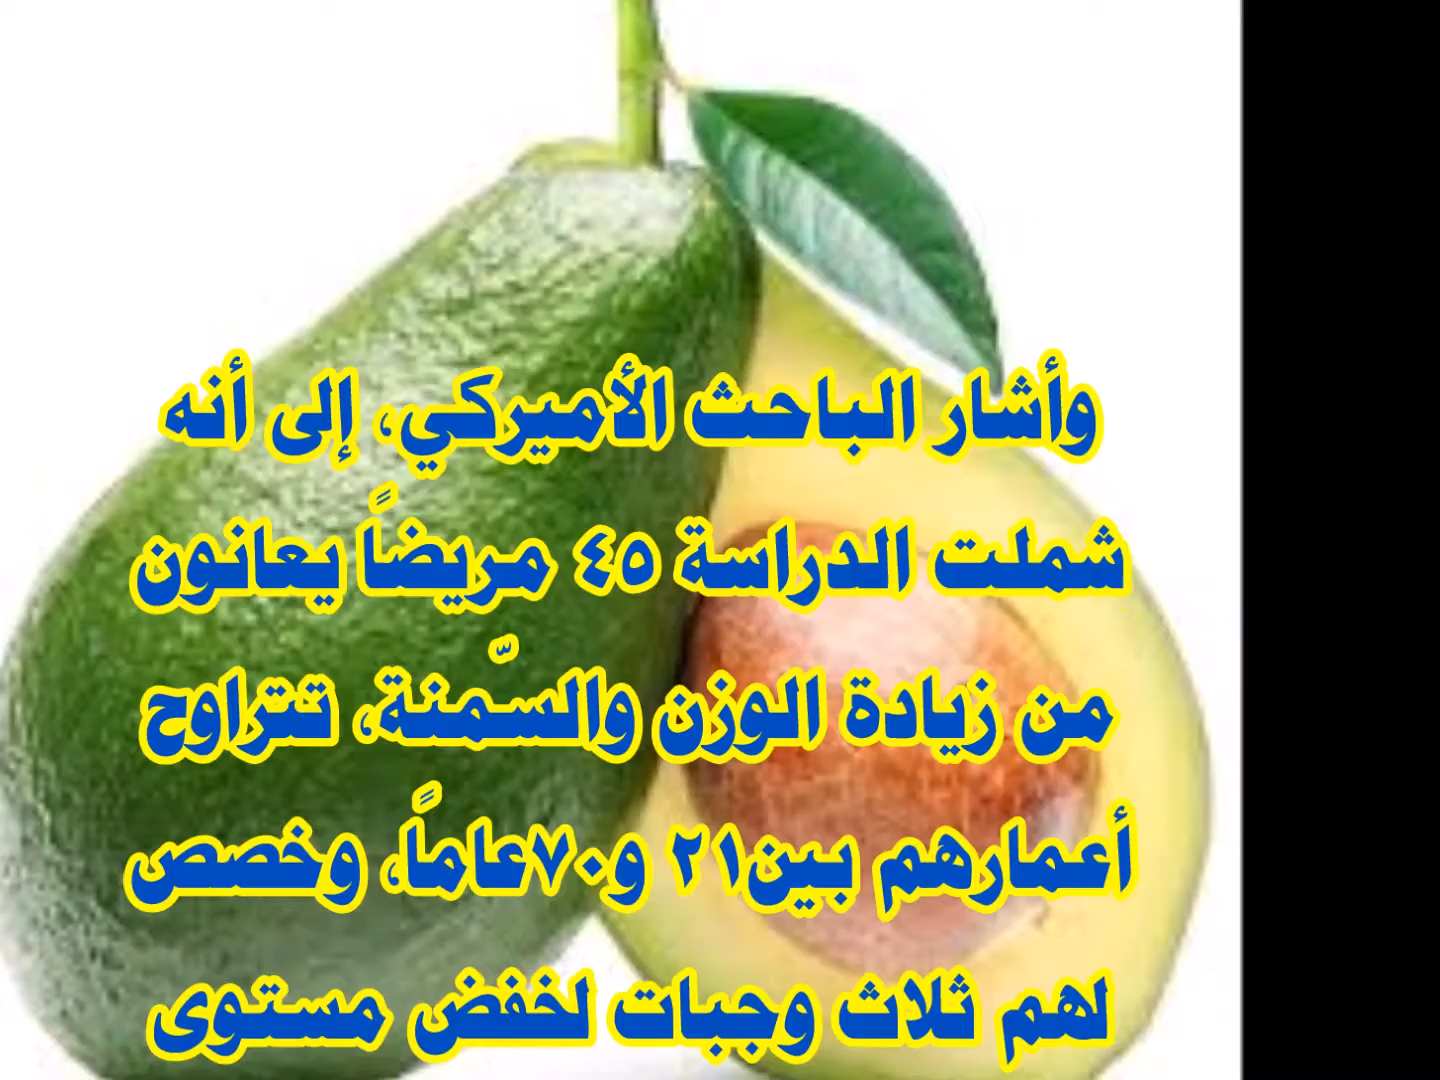 وأشار الباحث الأميركي، إلى أنه
شملت الدراسة ٤٥ مريضاً يعانون
من زيادة الوزن والسّمنة، تتراوح
أعمارهم بين٢١ و٧٠عاماً، وخصص
لهم ثلاث وجبات لخفض مستوى